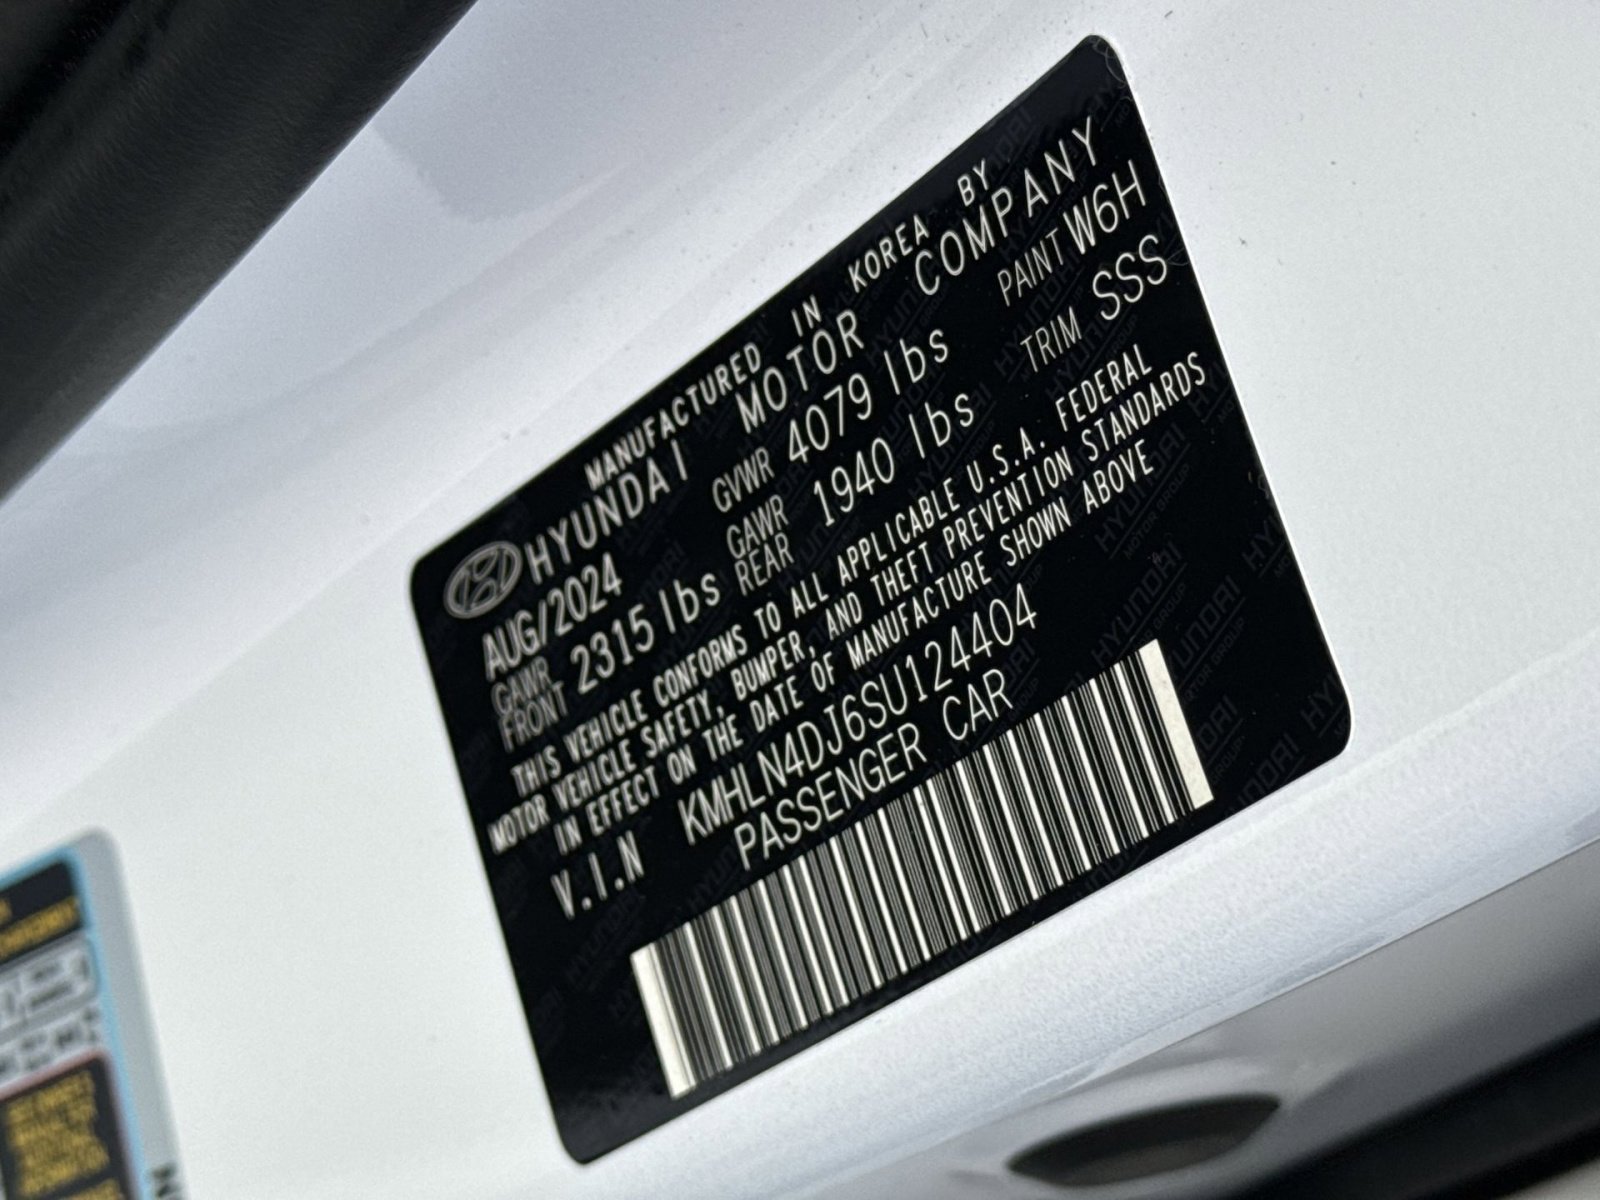 MANUFACTURED IN KOREA BY
HYUNDAI MOTOR COMPANY
AUG/2024 GVWR 4079 lbs PAINT W6H
GAWR FRONT 2315 lbs GAWR REAR 1940 lbs TRIM SSS
THIS VEHICLE CONFORMS TO ALL APPLICABLE U.S.A. FEDERAL
MOTOR VEHICLE SAFETY, BUMPER, AND THEFT PREVENTION STANDARDS
IN EFFECT ON THE DATE OF MANUFACTURE SHOWN ABOVE
V.I.N KMHLN4DJ6SU124404
PASSENGER CAR